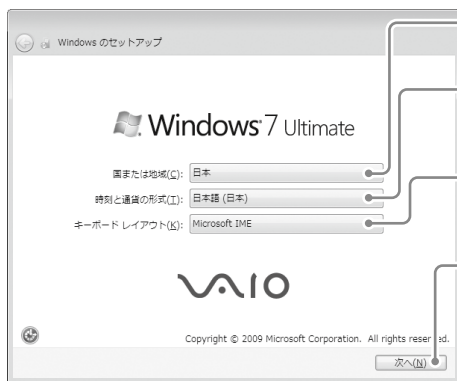 Windows のセットアップ
Windows 7 Ultimate
国または地域(C): 日本
時刻と通貨の形式(T): 日本語 (日本)
キーボード レイアウト(K): Microsoft IME
VAIO
Copyright © 2009 Microsoft Corporation. All rights reserved.
次へ(N)